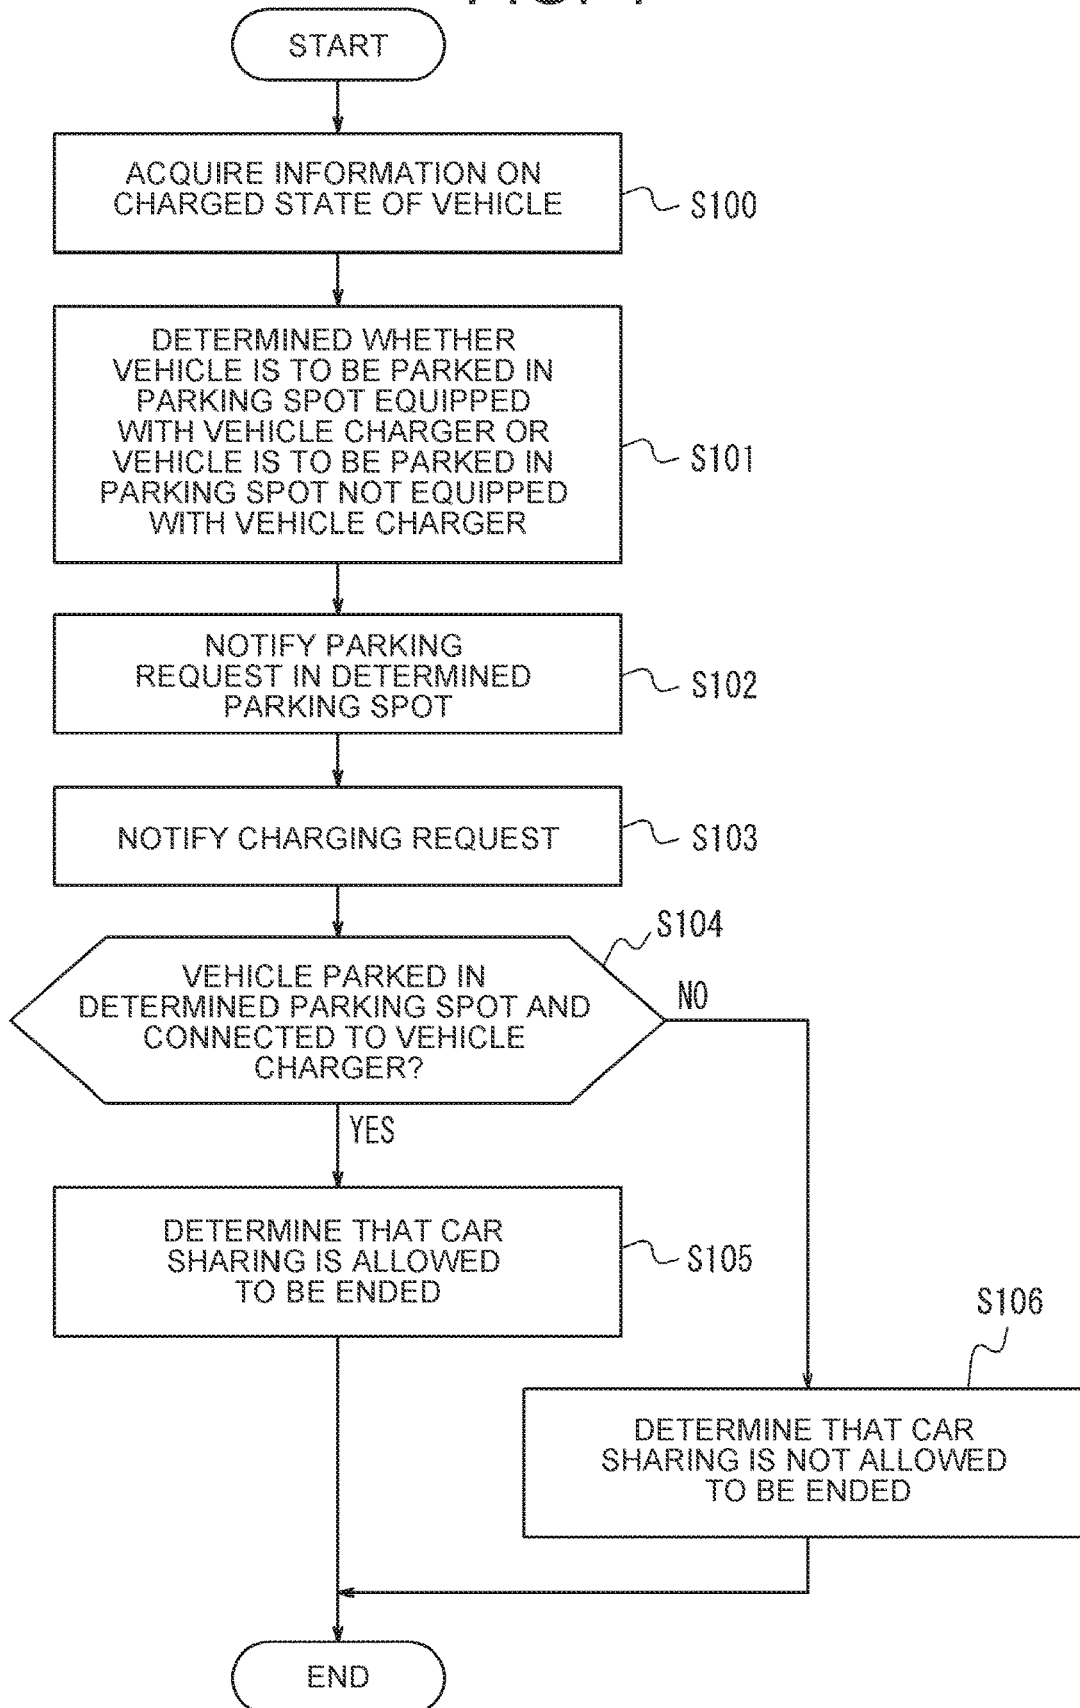 START
ACQUIRE INFORMATION ON
CHARGED STATE OF VEHICLE
S100
DETERMINED WHETHER
VEHICLE IS TO BE PARKED IN
PARKING SPOT EQUIPPED
WITH VEHICLE CHARGER OR
VEHICLE IS TO BE PARKED IN
PARKING SPOT NOT EQUIPPED
WITH VEHICLE CHARGER
S101
NOTIFY PARKING
REQUEST IN DETERMINED
PARKING SPOT
S102
NOTIFY CHARGING REQUEST
S103
S104
VEHICLE PARKED IN
DETERMINED PARKING SPOT AND
CONNECTED TO VEHICLE
CHARGER?
NO
YES
DETERMINE THAT CAR
SHARING IS ALLOWED
TO BE ENDED
S105
S106
DETERMINE THAT CAR
SHARING IS NOT ALLOWED
TO BE ENDED
END